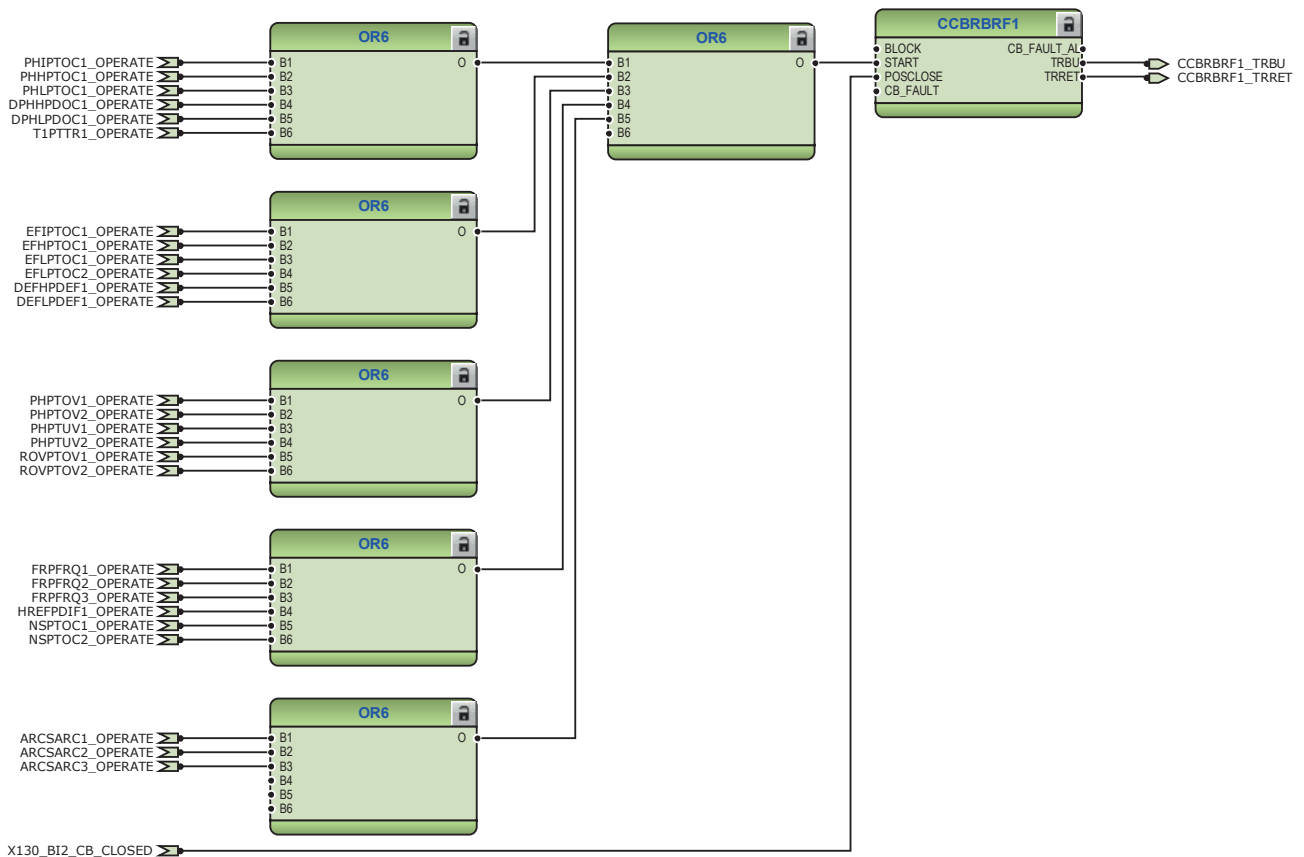 OR6
PHIPTOC1_OPERATE B1 O
PHHPTOC1_OPERATE B2
PHLPTOC1_OPERATE B3
DPHHPDOC1_OPERATE B4
DPHLPDOC1_OPERATE B5
T1PTTR1_OPERATE B6
OR6
B1 O
B2
B3
B4
B5
B6
CCBRBRF1
BLOCK CB_FAULT_AL
START TRBU CCBRBRF1_TRBU
POSCLOSE TRRET CCBRBRF1_TRRET
CB_FAULT
OR6
EFIPTOC1_OPERATE B1 O
EFHPTOC1_OPERATE B2
EFLPTOC1_OPERATE B3
EFLPTOC2_OPERATE B4
DEFHPDEF1_OPERATE B5
DEFLPDEF1_OPERATE B6
OR6
PHPTOV1_OPERATE B1 O
PHPTOV2_OPERATE B2
PHPTUV1_OPERATE B3
PHPTUV2_OPERATE B4
ROVPTOV1_OPERATE B5
ROVPTOV2_OPERATE B6
OR6
FRPFRQ1_OPERATE B1 O
FRPFRQ2_OPERATE B2
FRPFRQ3_OPERATE B3
HREFPDIF1_OPERATE B4
NSPTOC1_OPERATE B5
NSPTOC2_OPERATE B6
OR6
ARCSARC1_OPERATE B1 O
ARCSARC2_OPERATE B2
ARCSARC3_OPERATE B3
B4
B5
B6
X130_BI2_CB_CLOSED